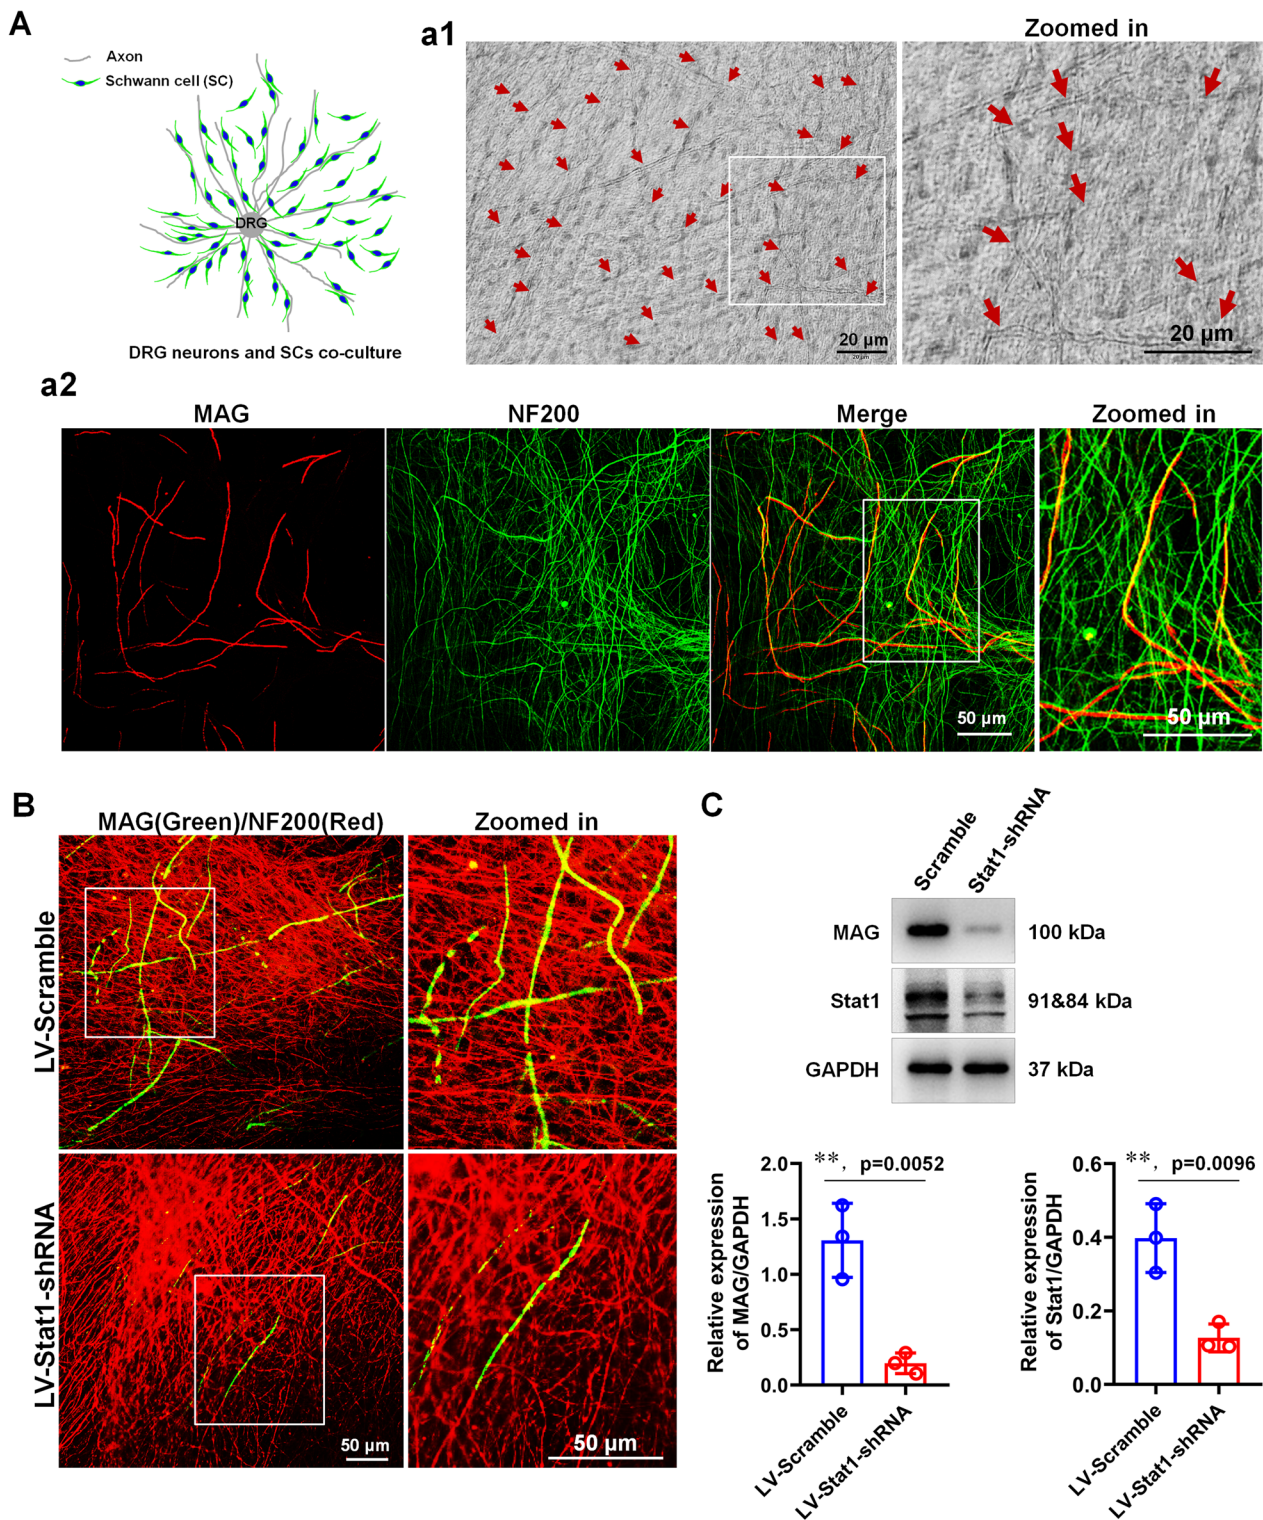 A
Axon
Schwann cell (SC)
DRG
DRG neurons and SCs co-culture
a1
Zoomed in
20 μm
20 μm
20 μm
a2
MAG
NF200
Merge
Zoomed in
50 μm
50 μm
B
MAG(Green)/NF200(Red)
Zoomed in
LV-Scramble
LV-Stat1-shRNA
50 μm
50 μm
C
Scramble
Stat1-shRNA
MAG
100 kDa
Stat1
91&84 kDa
GAPDH
37 kDa
**, p=0.0052
Relative expression
of MAG/GAPDH
2.0
1.5
1.0
0.5
0.0
LV-Scramble
LV-Stat1-shRNA
**, p=0.0096
Relative expression
of Stat1/GAPDH
0.6
0.4
0.2
0.0
LV-Scramble
LV-Stat1-shRNA